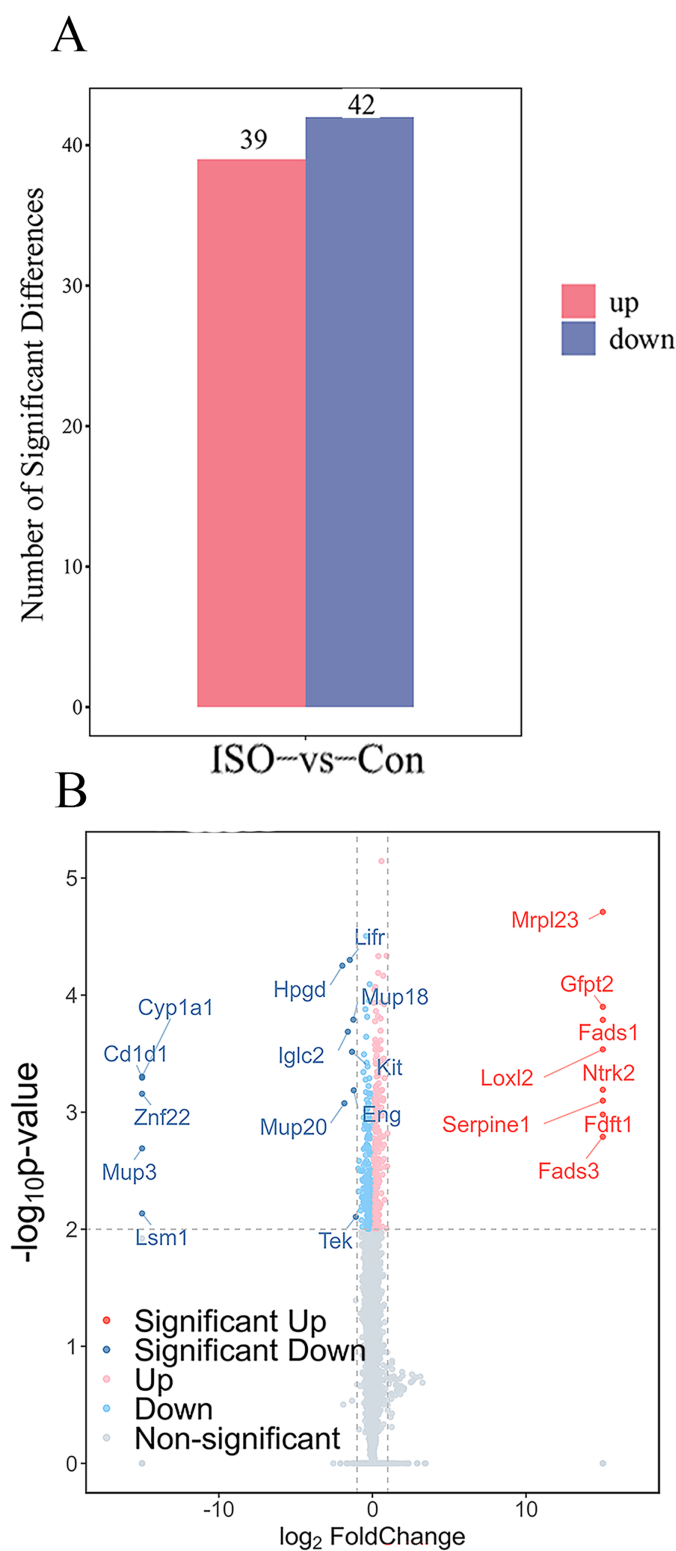 A
42
39
40
30
20
10
0
Number of Significant Differences
up
down
ISO---vs---Con
B
5
4
3
2
1
0
-log10p-value
Mrpl23
Lifr
Hpgd
Gfpt2
Mup18
Cyp1a1
Fads1
Iglc2
Cd1d1
Kit
Loxl2
Ntrk2
Znf22
Eng
Serpine1
Fdft1
Mup20
Mup3
Fads3
Lsm1
Tek
Significant Up
Significant Down
Up
Down
Non-significant
-10
0
10
log2 FoldChange